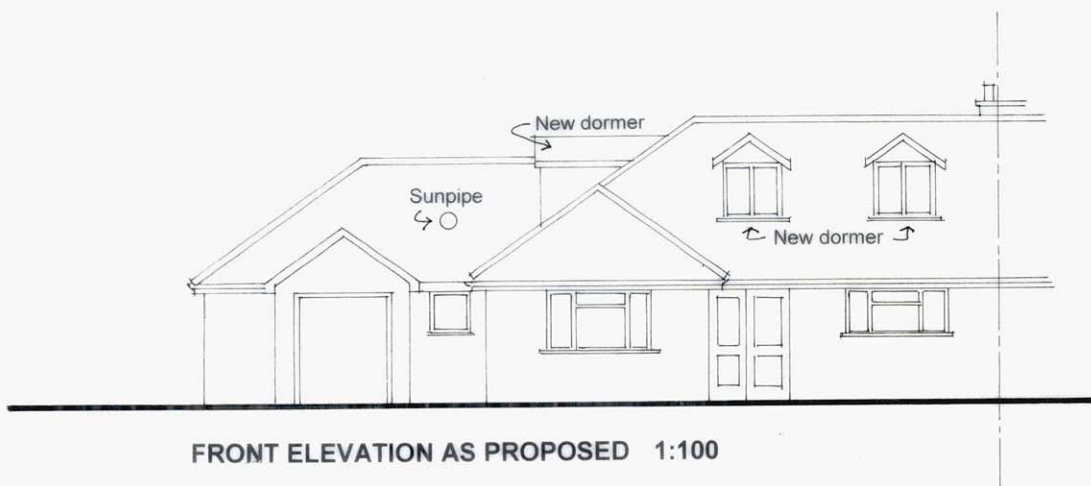 New dormer
Sunpipe
New dormer
FRONT ELEVATION AS PROPOSED 1:100